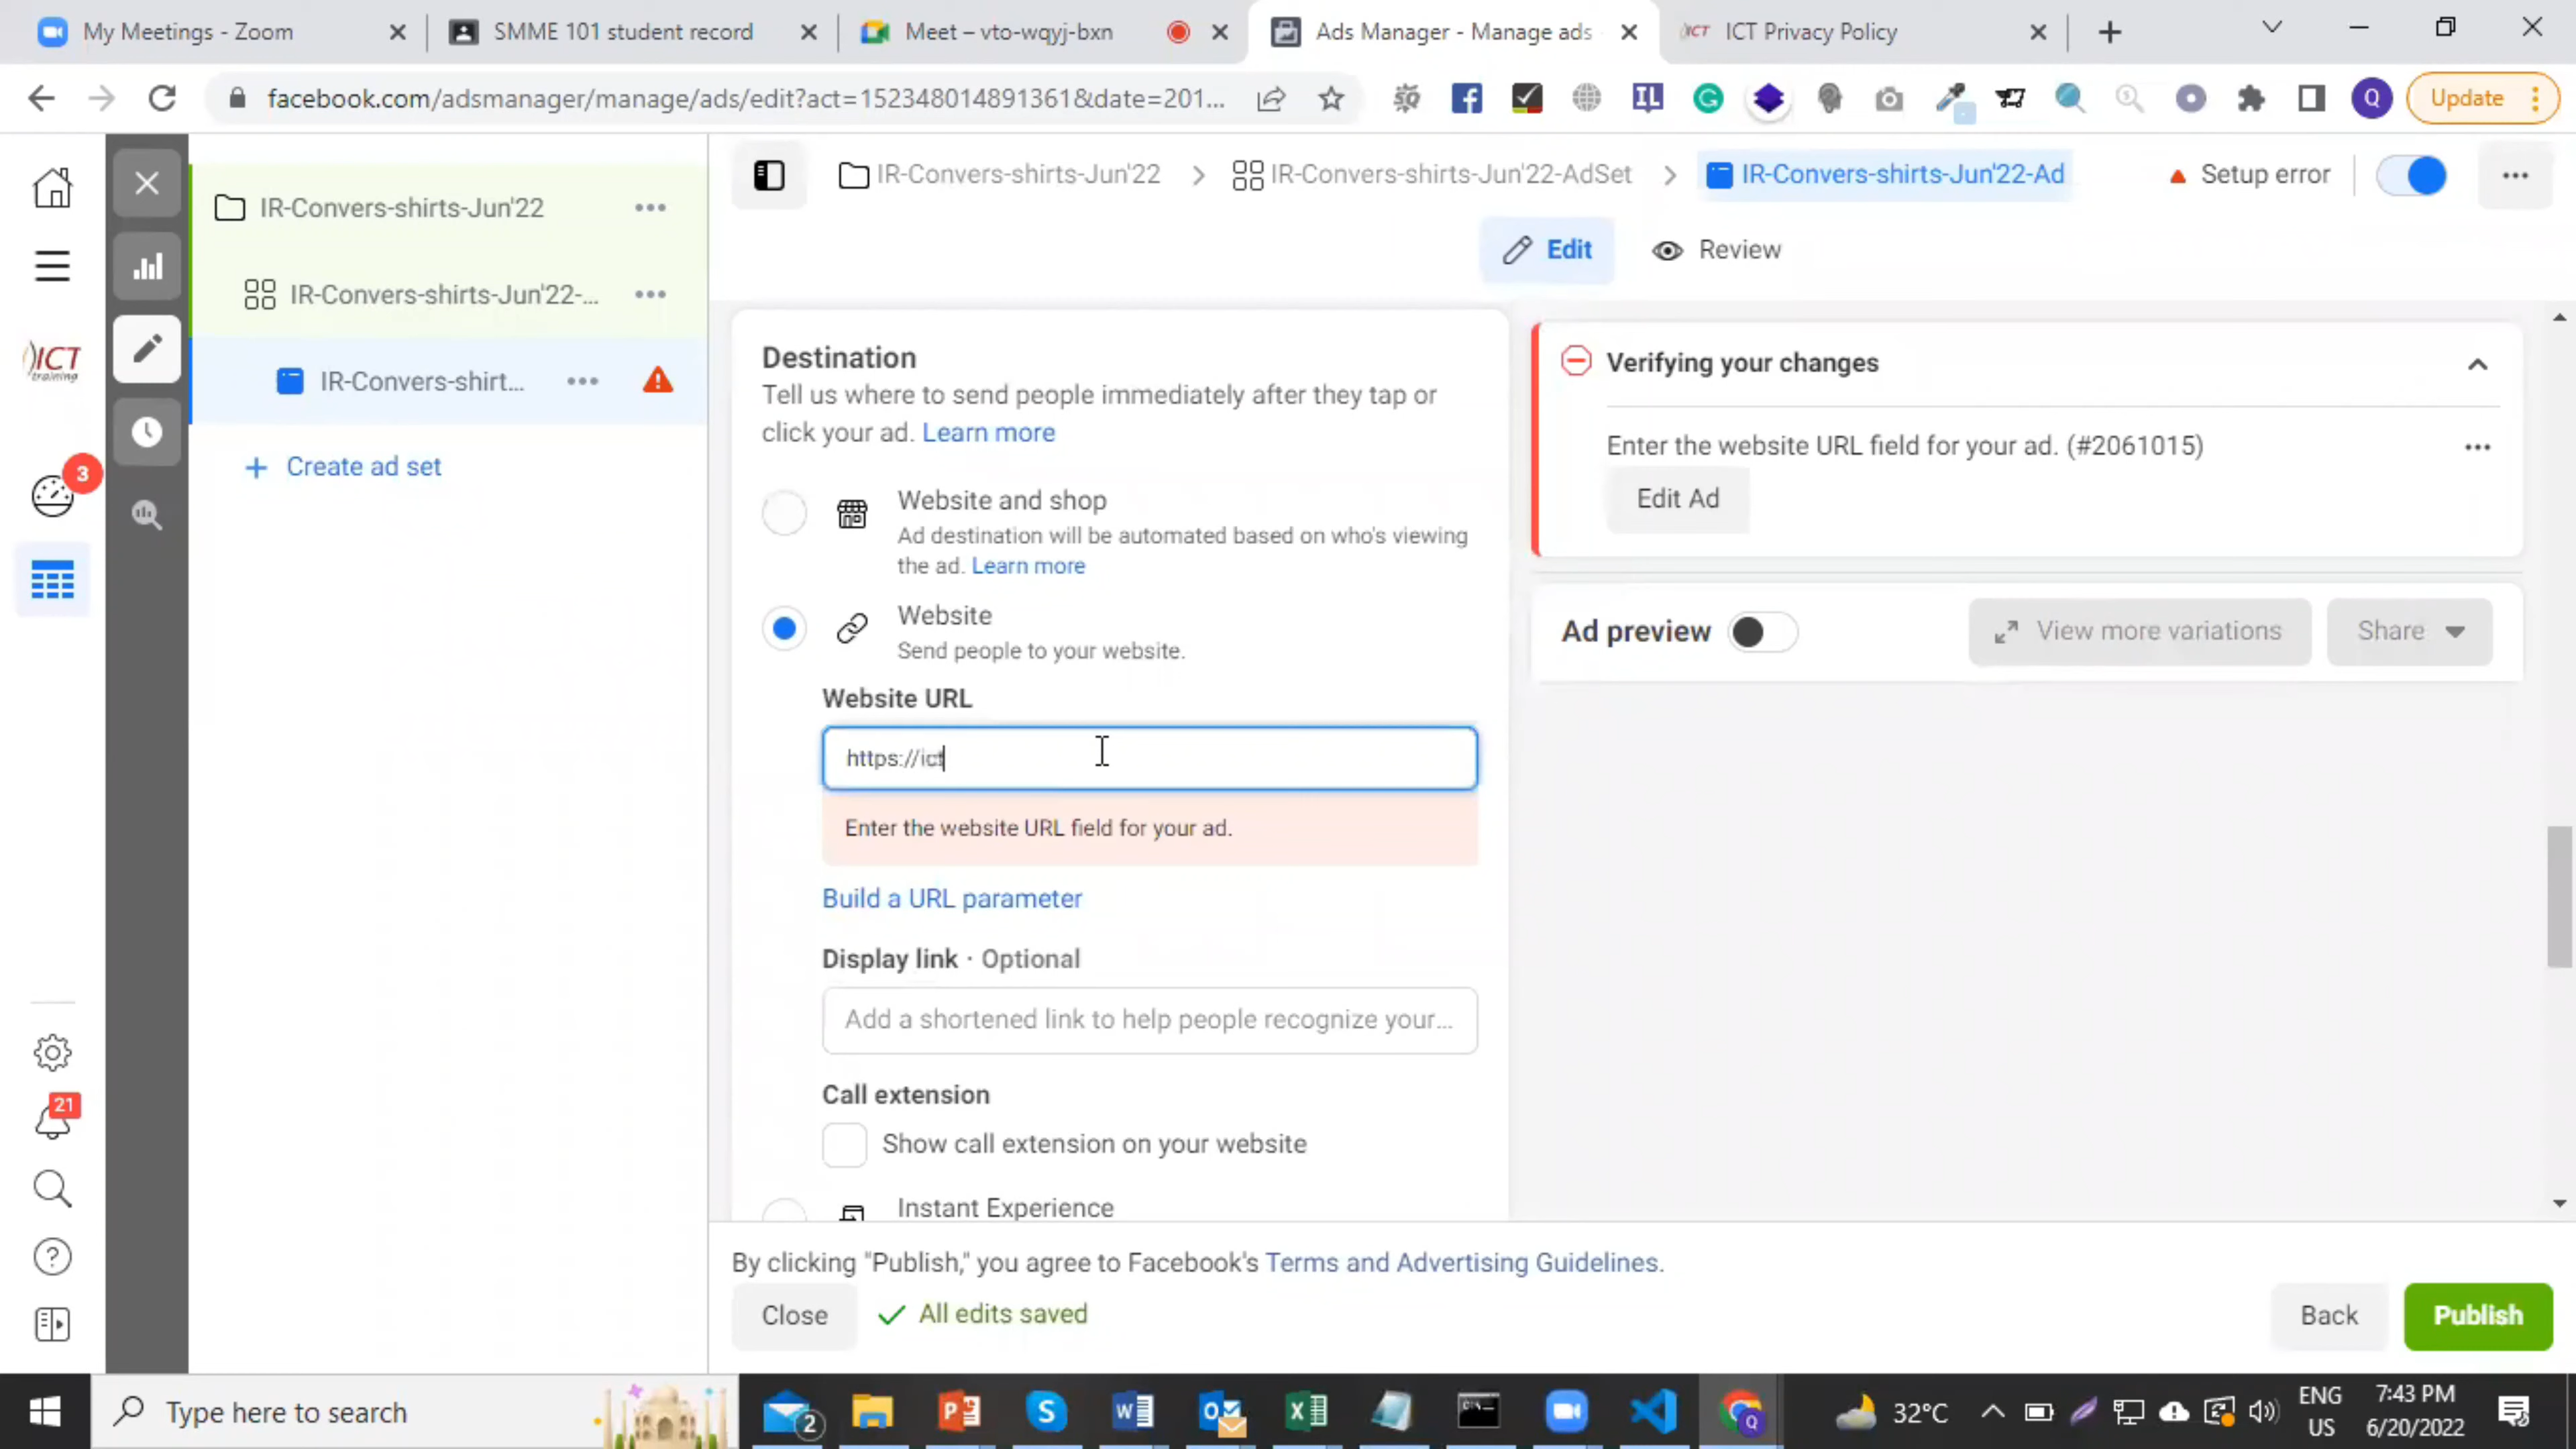 My Meetings - Zoom
SMME 101 student record
Meet – vto-wqyj-bxn
Ads Manager - Manage ads
ICT ICT Privacy Policy
facebook.com/adsmanager/manage/ads/edit?act=152348014891361&date=201...
Q
Update
IR-Convers-shirts-Jun'22
IR-Convers-shirts-Jun'22-...
IR-Convers-shirt...
+ Create ad set
ICT
training
3
21
IR-Convers-shirts-Jun'22 > IR-Convers-shirts-Jun'22-AdSet > IR-Convers-shirts-Jun'22-Ad
Setup error
Edit
Review
Destination
Tell us where to send people immediately after they tap or
click your ad. Learn more
Website and shop
Ad destination will be automated based on who's viewing
the ad. Learn more
Website
Send people to your website.
Website URL
https://ict
Enter the website URL field for your ad.
Build a URL parameter
Display link · Optional
Add a shortened link to help people recognize your...
Call extension
Show call extension on your website
Instant Experience
Verifying your changes
Enter the website URL field for your ad. (#2061015)
Edit Ad
Ad preview
View more variations
Share
By clicking "Publish," you agree to Facebook's Terms and Advertising Guidelines.
Close
All edits saved
Back
Publish
Type here to search
2
32°C
ENG
US
7:43 PM
6/20/2022